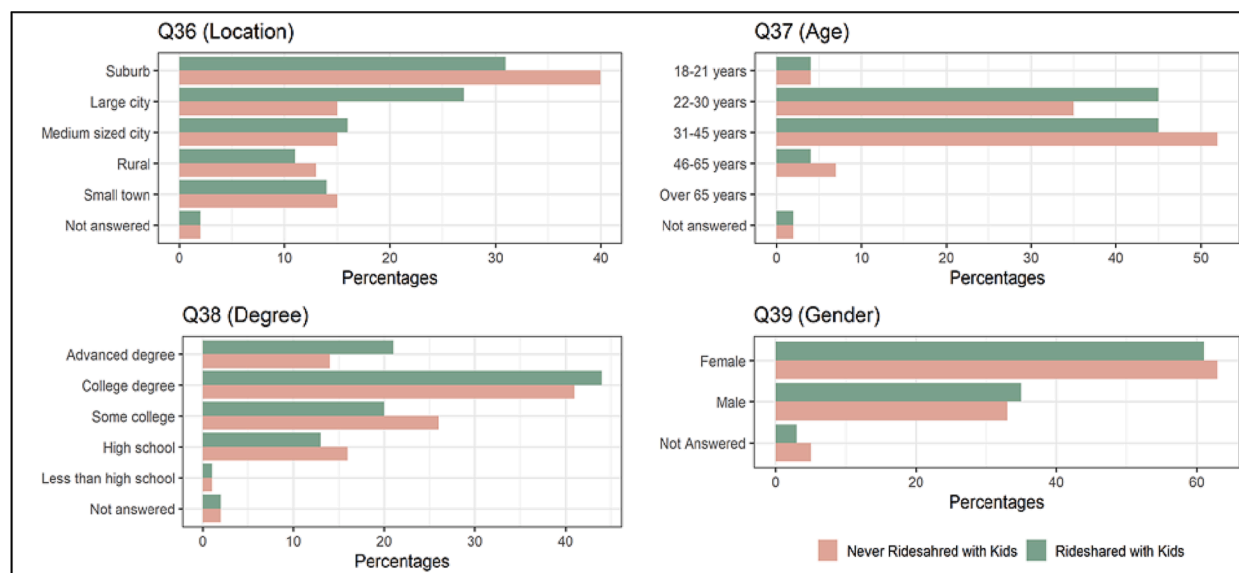 Q36 (Location)
Suburb
Large city
Medium sized city
Rural
Small town
Not answered
0 10 20 30 40
Percentages
Q37 (Age)
18-21 years
22-30 years
31-45 years
46-65 years
Over 65 years
Not answered
0 10 20 30 40 50
Percentages
Q38 (Degree)
Advanced degree
College degree
Some college
High school
Less than high school
Not answered
0 10 20 30 40
Percentages
Q39 (Gender)
Female
Male
Not Answered
0 20 40 60
Percentages
Never Ridesahred with Kids Rideshared with Kids